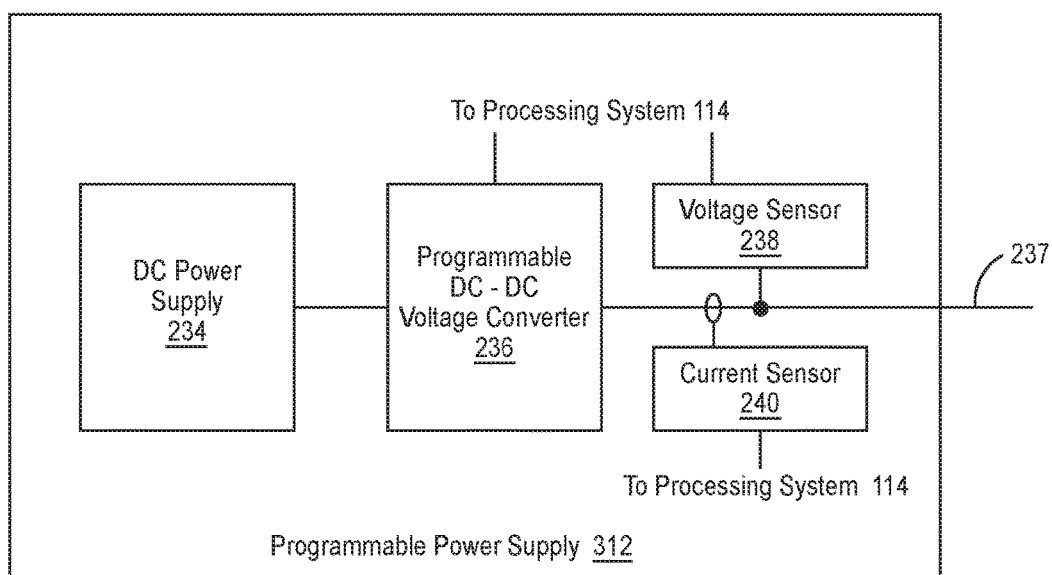 To Processing System 114
DC Power
Supply
234
Programmable
DC - DC
Voltage Converter
236
Voltage Sensor
238
237
Current Sensor
240
To Processing System 114
Programmable Power Supply 312